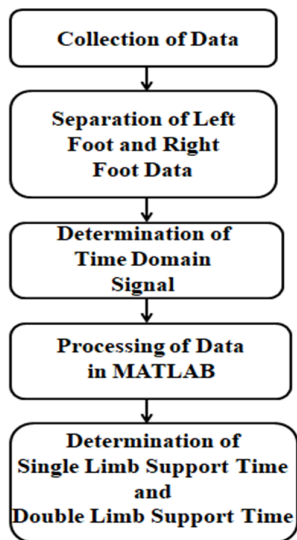 Collection of Data
Separation of Left
Foot and Right
Foot Data
Determination of
Time Domain
Signal
Processing of Data
in MATLAB
Determination of
Single Limb Support Time
and
Double Limb Support Time